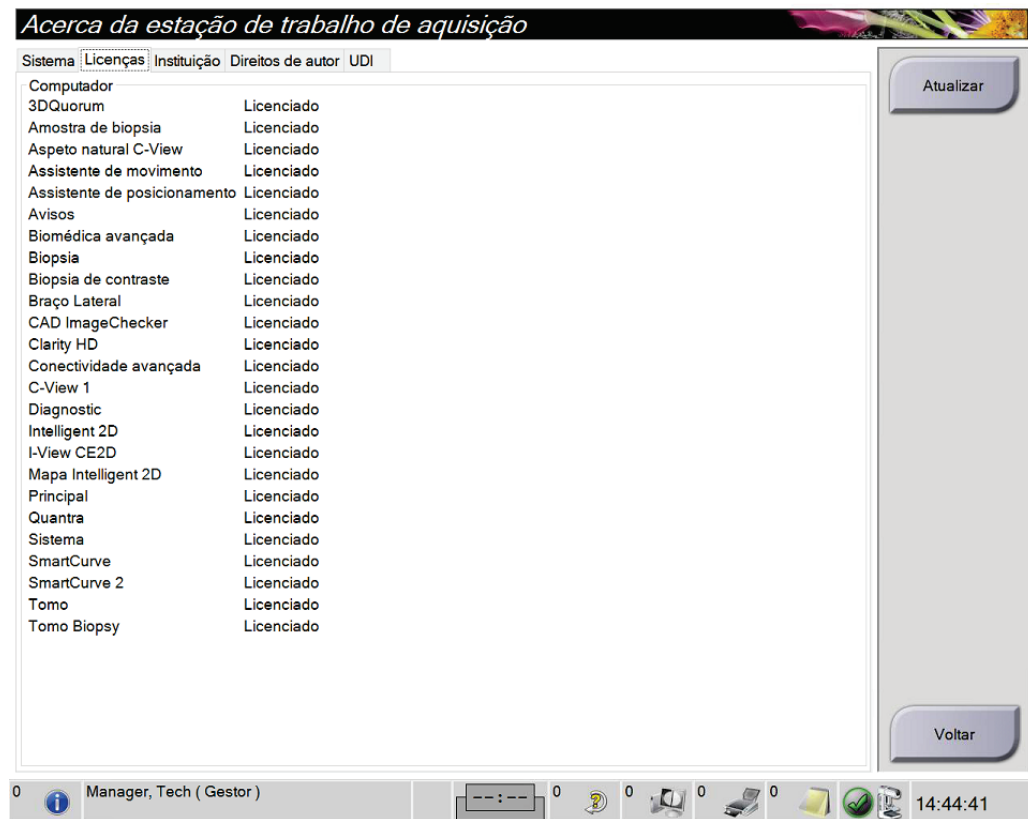 Acerca da estação de trabalho de aquisição
Sistema Licenças Instituição Direitos de autor UDI
Computador
3DQuorum Licenciado
Amostra de biopsia Licenciado
Aspeto natural C-View Licenciado
Assistente de movimento Licenciado
Assistente de posicionamento Licenciado
Avisos Licenciado
Biomédica avançada Licenciado
Biopsia Licenciado
Biopsia de contraste Licenciado
Braço Lateral Licenciado
CAD ImageChecker Licenciado
Clarity HD Licenciado
Conectividade avançada Licenciado
C-View 1 Licenciado
Diagnostic Licenciado
Intelligent 2D Licenciado
I-View CE2D Licenciado
Mapa Intelligent 2D Licenciado
Principal Licenciado
Quantra Licenciado
Sistema Licenciado
SmartCurve Licenciado
SmartCurve 2 Licenciado
Tomo Licenciado
Tomo Biopsy Licenciado
Atualizar
Voltar
0 Manager, Tech ( Gestor ) --:-- 0 0 0 0 14:44:41